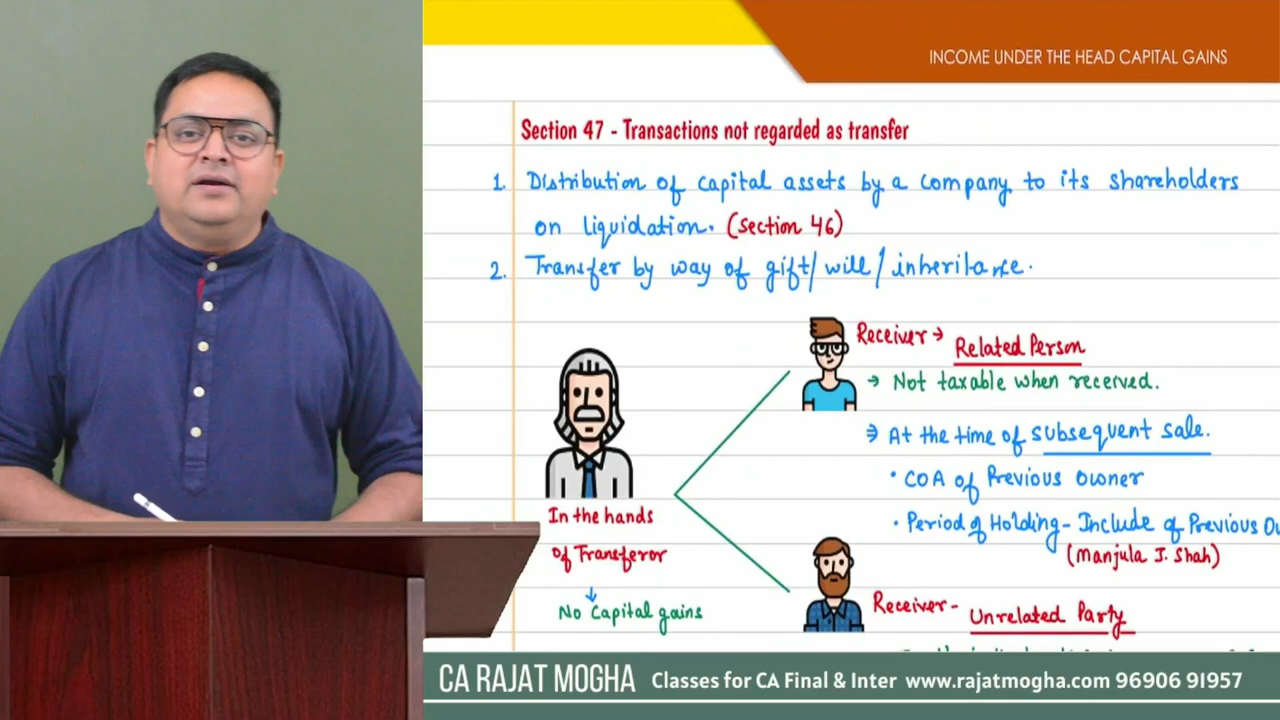 INCOME UNDER THE HEAD CAPITAL GAINS
Section 47 - Transactions not regarded as transfer
1. Distribution of capital assets by a company to its shareholders
on liquidation. (section 46)
2. Transfer by way of gift/will/inheritance.
Receiver → Related Person
→ Not taxable when received.
⇒ At the time of subsequent sale.
• COA of Previous Owner
• Period of Holding - Include of Previous
(Manjula J. Shah)
In the hands
of Transferor
↓
No Capital gains
Receiver - Unrelated Party
CA RAJAT MOGHA Classes for CA Final & Inter www.rajatmogha.com 96906 91957